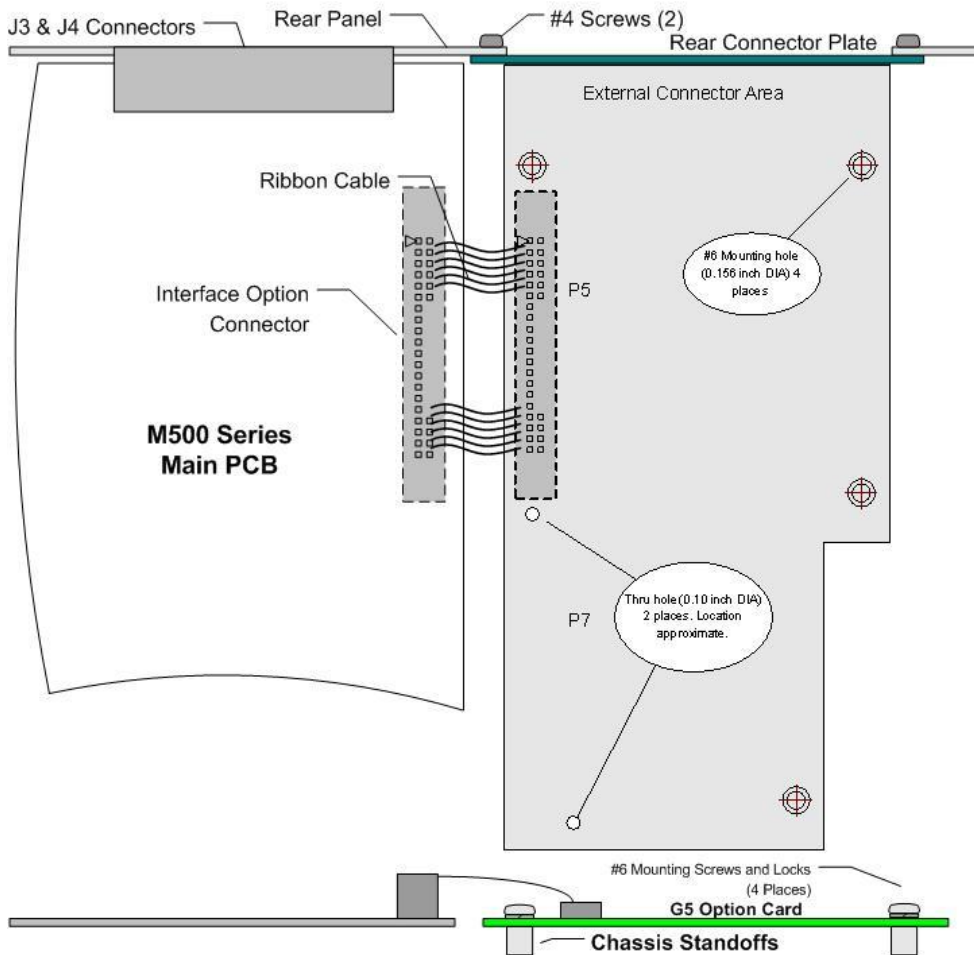 J3 & J4 Connectors
Rear Panel
#4 Screws (2)
Rear Connector Plate
External Connector Area
Ribbon Cable
#6 Mounting hole
(0.156 inch DIA) 4
places
P5
Interface Option
Connector
M500 Series
Main PCB
Thru hole (0.10 inch DIA)
2 places. Location
approximate.
P7
#6 Mounting Screws and Locks
(4 Places)
G5 Option Card
Chassis Standoffs